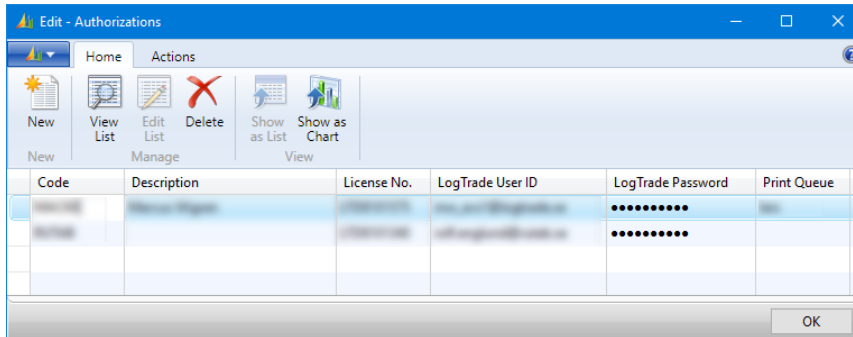 Edit - Authorizations
Home Actions
New
View List
Edit List
Delete
Show as List
Show as Chart
New Manage View
Code Description License No. LogTrade User ID LogTrade Password Print Queue
••••••••••
••••••••••
OK